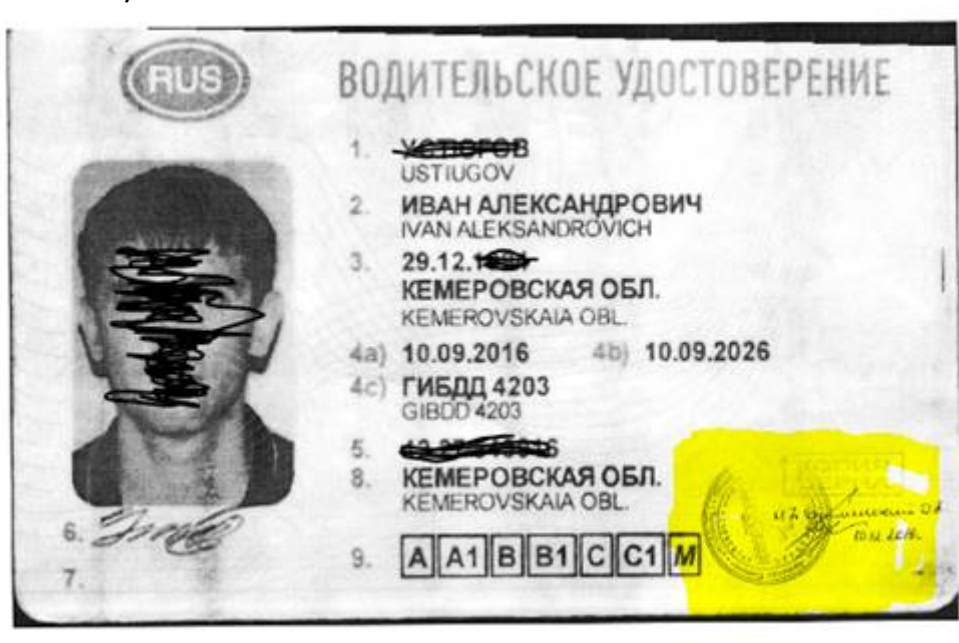 RUS
ВОДИТЕЛЬСКОЕ УДОСТОВЕРЕНИЕ
1.
USTIUGOV
2. ИВАН АЛЕКСАНДРОВИЧ
IVAN ALEKSANDROVICH
3. 29.12.
КЕМЕРОВСКАЯ ОБЛ.
KEMEROVSKAIA OBL.
4a) 10.09.2016 4b) 10.09.2026
4c) ГИБДД 4203
GIBDD 4203
5.
8. КЕМЕРОВСКАЯ ОБЛ.
KEMEROVSKAIA OBL.
КОПИЯ
ВЕРНА
6.
9. A A1 B B1 C C1 M
7.